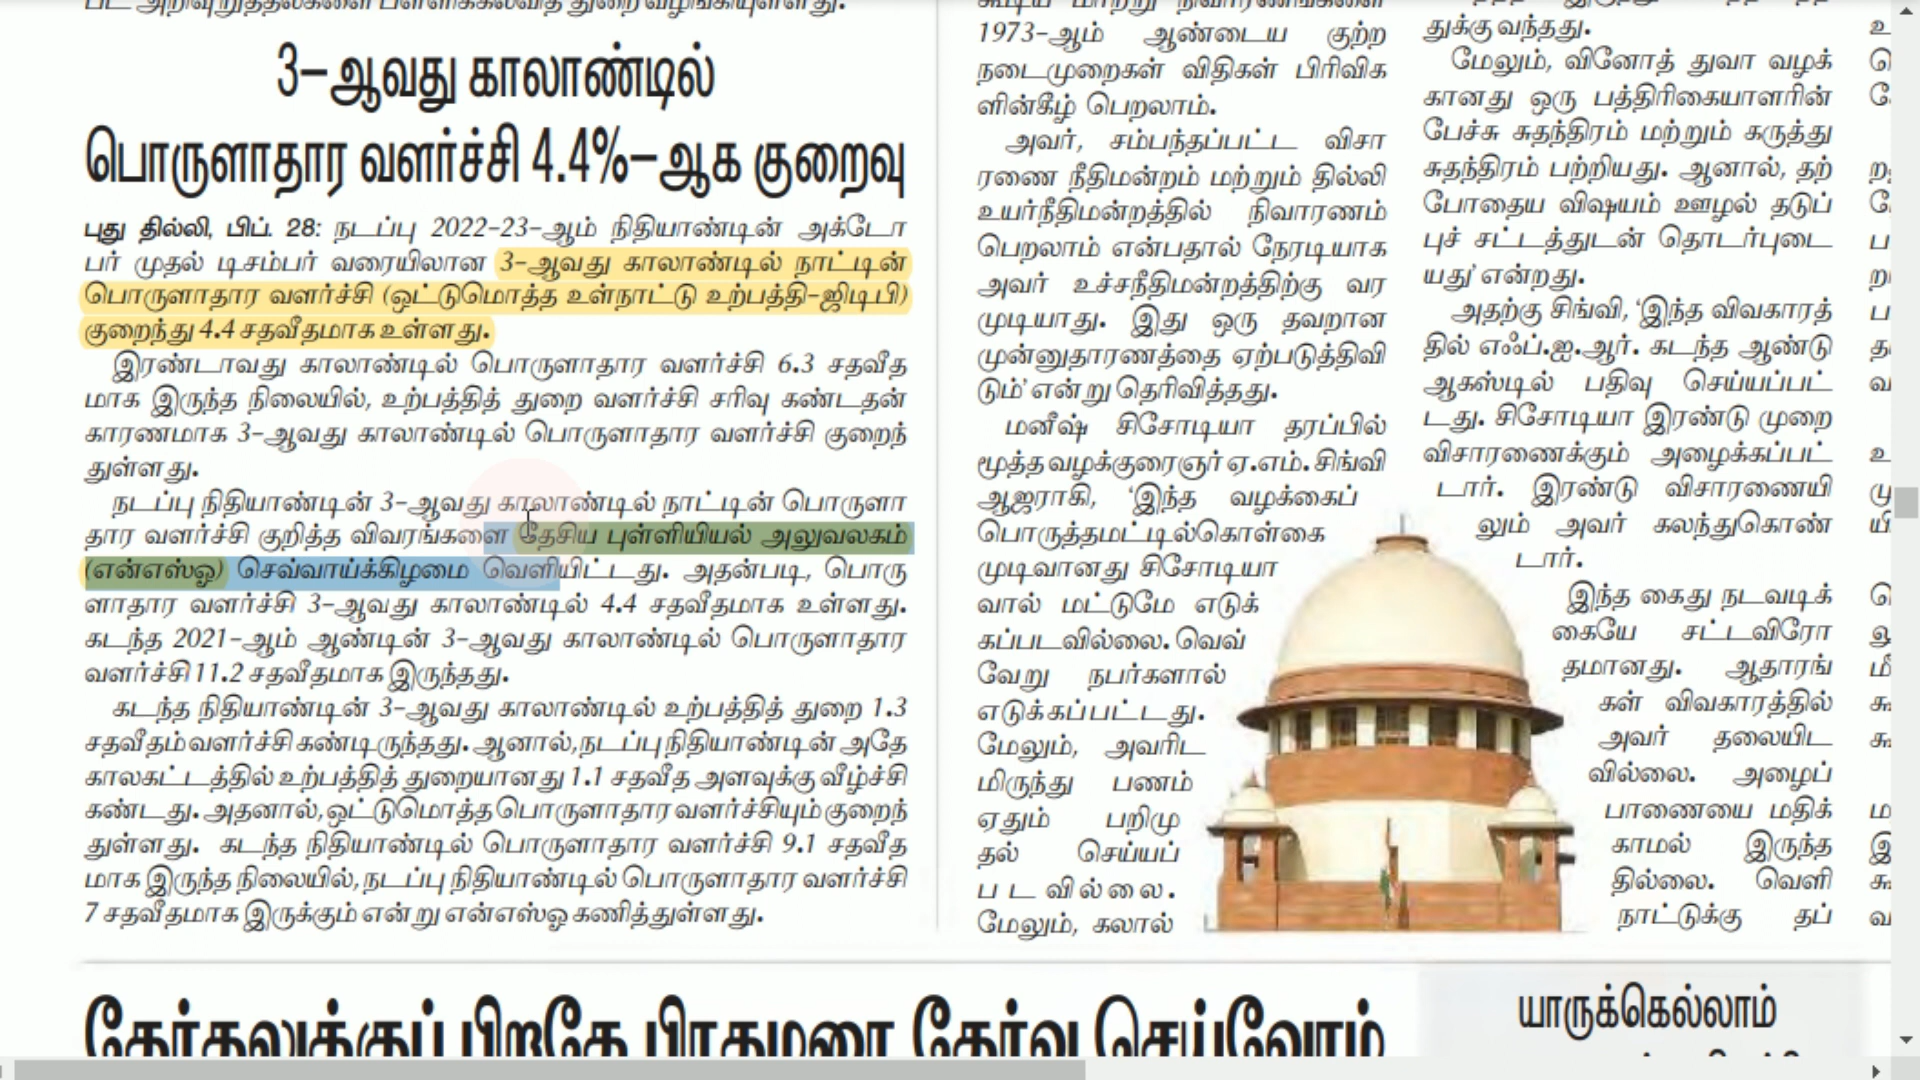 3-ஆவது காலாண்டில்
பொருளாதார வளர்ச்சி 4.4%-ஆக குறைவு
புது தில்லி, பிப். 28: நடப்பு 2022-23-ஆம் நிதியாண்டின் அக்டோ
பர் முதல் டிசம்பர் வரையிலான 3-ஆவது காலாண்டில் நாட்டின்
பொருளாதார வளர்ச்சி (ஒட்டுமொத்த உள்நாட்டு உற்பத்தி-ஜிடிபி)
குறைந்து 4.4 சதவீதமாக உள்ளது.
இரண்டாவது காலாண்டில் பொருளாதார வளர்ச்சி 6.3 சதவீத
மாக இருந்த நிலையில், உற்பத்தித் துறை வளர்ச்சி சரிவு கண்டதன்
காரணமாக 3-ஆவது காலாண்டில் பொருளாதார வளர்ச்சி குறைந்
துள்ளது.
நடப்பு நிதியாண்டின் 3-ஆவது காலாண்டில் நாட்டின் பொருளா
தார வளர்ச்சி குறித்த விவரங்களை தேசிய புள்ளியியல் அலுவலகம்
(என்எஸ்ஓ) செவ்வாய்க்கிழமை வெளியிட்டது. அதன்படி, பொரு
ளாதார வளர்ச்சி 3-ஆவது காலாண்டில் 4.4 சதவீதமாக உள்ளது.
கடந்த 2021-ஆம் ஆண்டின் 3-ஆவது காலாண்டில் பொருளாதார
வளர்ச்சி 11.2 சதவீதமாக இருந்தது.
கடந்த நிதியாண்டின் 3-ஆவது காலாண்டில் உற்பத்தித் துறை 1.3
சதவீதம் வளர்ச்சி கண்டிருந்தது. ஆனால், நடப்பு நிதியாண்டின் அதே
காலகட்டத்தில் உற்பத்தித் துறையானது 1.1 சதவீத அளவுக்கு வீழ்ச்சி
கண்டது. அதனால், ஒட்டுமொத்த பொருளாதார வளர்ச்சியும் குறைந்
துள்ளது. கடந்த நிதியாண்டில் பொருளாதார வளர்ச்சி 9.1 சதவீத
மாக இருந்த நிலையில், நடப்பு நிதியாண்டில் பொருளாதார வளர்ச்சி
7 சதவீதமாக இருக்கும் என்று என்எஸ்ஓ கணித்துள்ளது.
1973-ஆம் ஆண்டைய குற்ற
நடைமுறைகள் விதிகள் பிரிவிக
ளின்கீழ் பெறலாம்.
அவர், சம்பந்தப்பட்ட விசா
ரணை நீதிமன்றம் மற்றும் தில்லி
உயர்நீதிமன்றத்தில் நிவாரணம்
பெறலாம் என்பதால் நேரடியாக
அவர் உச்சநீதிமன்றத்திற்கு வர
முடியாது. இது ஒரு தவறான
முன்னுதாரணத்தை ஏற்படுத்திவி
டும்' என்று தெரிவித்தது.
மனீஷ் சிசோடியா தரப்பில்
மூத்த வழக்குரைஞர் ஏ.எம். சிங்வி
ஆஜராகி, 'இந்த வழக்கைப்
பொருத்தமட்டில் கொள்கை
முடிவானது சிசோடியா
வால் மட்டுமே எடுக்
கப்படவில்லை. வெவ்
வேறு நபர்களால்
எடுக்கப்பட்டது.
மேலும், அவரிட
மிருந்து பணம்
ஏதும் பறிமு
தல் செய்யப்
படவில்லை.
மேலும், கலால்
துக்கு வந்தது.
மேலும், வினோத் துவா வழக்
கானது ஒரு பத்திரிகையாளரின்
பேச்சு சுதந்திரம் மற்றும் கருத்து
சுதந்திரம் பற்றியது. ஆனால், தற்
போதைய விஷயம் ஊழல் தடுப்
புச் சட்டத்துடன் தொடர்புடை
யது' என்றது.
அதற்கு சிங்வி, 'இந்த விவகாரத்
தில் எஃப்.ஐ.ஆர். கடந்த ஆண்டு
ஆகஸ்டில் பதிவு செய்யப்பட்
டது. சிசோடியா இரண்டு முறை
விசாரணைக்கும் அழைக்கப்பட்
டார். இரண்டு விசாரணையி
லும் அவர் கலந்துகொண்
டார்.
இந்த கைது நடவடிக்
கையே சட்டவிரோ
தமானது. ஆதாரங்
கள் விவகாரத்தில்
அவர் தலையிட
வில்லை. அழைப்
பாணையை மதிக்
காமல் இருந்த
தில்லை. வெளி
நாட்டுக்கு தப்
யாருக்கெல்லாம்